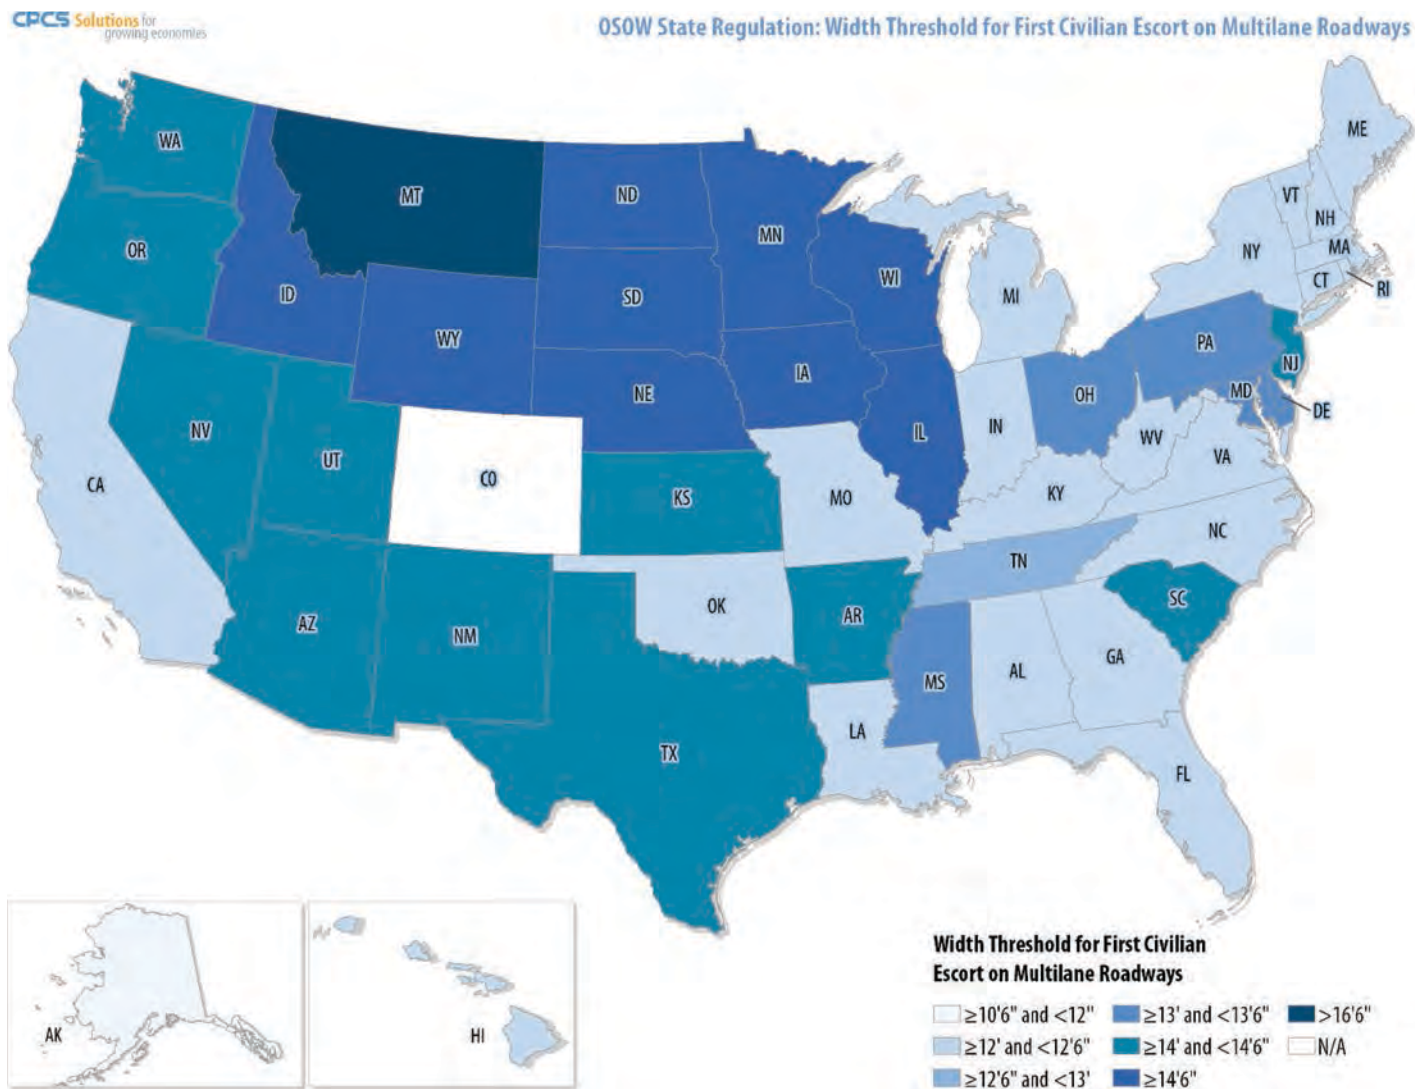 CPCS Solutions for
growing economies
OSOW State Regulation: Width Threshold for First Civilian Escort on Multilane Roadways
WA
MT
ND
MN
ME
VT
NH
OR
ID
SD
WI
MI
NY
MA
CT
RI
WY
NE
IA
PA
NJ
OH
MD
DE
NV
UT
CO
IL
IN
WV
VA
CA
KS
MO
KY
NC
TN
AZ
NM
OK
AR
SC
MS
AL
GA
TX
LA
FL
AK
HI
Width Threshold for First Civilian
Escort on Multilane Roadways
≥10'6" and <12"
≥13' and <13'6"
>16'6"
≥12' and <12'6"
≥14' and <14'6"
N/A
≥12'6" and <13'
≥14'6"